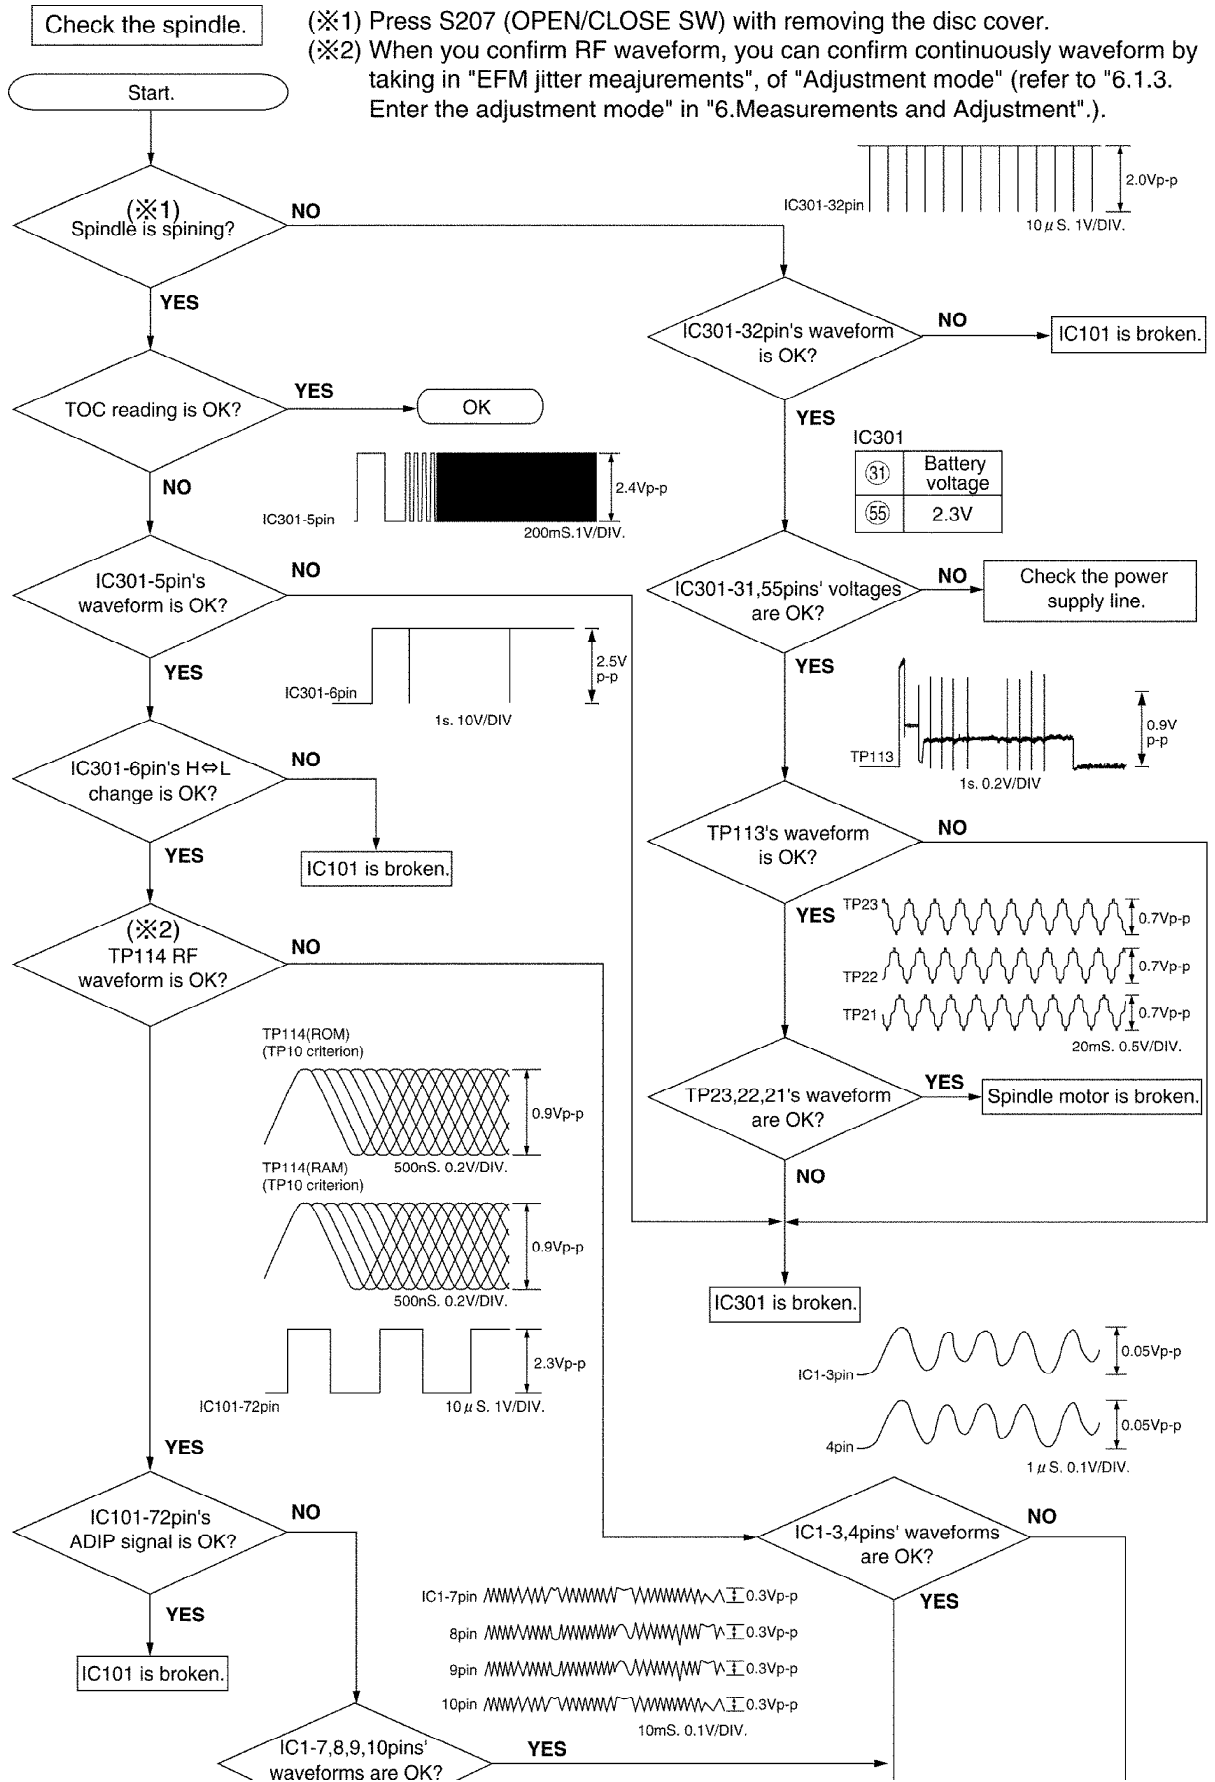 Check the spindle.
(※1) Press S207 (OPEN/CLOSE SW) with removing the disc cover.
(※2) When you confirm RF waveform, you can confirm continuously waveform by
taking in "EFM jitter meajurements", of "Adjustment mode" (refer to "6.1.3.
Enter the adjustment mode" in "6.Measurements and Adjustment".).
Start.
(※1)
Spindle is spining?
NO
YES
IC301-32pin
2.0Vp-p
10 μ S. 1V/DIV.
IC301-32pin's waveform
is OK?
NO
IC101 is broken.
YES
TOC reading is OK?
YES
OK
NO
IC301
31
Battery
voltage
55
2.3V
IC301-5pin
2.4Vp-p
200mS.1V/DIV.
IC301-5pin's
waveform is OK?
NO
YES
IC301-31,55pins' voltages
are OK?
NO
Check the power
supply line.
YES
IC301-6pin
2.5V
p-p
1s. 10V/DIV
TP113
0.9V
p-p
1s. 0.2V/DIV
IC301-6pin's H⇔L
change is OK?
NO
IC101 is broken.
YES
TP113's waveform
is OK?
NO
YES
TP23
0.7Vp-p
TP22
0.7Vp-p
TP21
0.7Vp-p
20mS. 0.5V/DIV.
(※2)
TP114 RF
waveform is OK?
NO
TP114(ROM)
(TP10 criterion)
0.9Vp-p
500nS. 0.2V/DIV.
TP114(RAM)
(TP10 criterion)
0.9Vp-p
500nS. 0.2V/DIV.
TP23,22,21's waveform
are OK?
YES
Spindle motor is broken.
NO
IC301 is broken.
IC101-72pin
2.3Vp-p
10 μ S. 1V/DIV.
IC1-3pin
0.05Vp-p
4pin
0.05Vp-p
1 μ S. 0.1V/DIV.
YES
IC101-72pin's
ADIP signal is OK?
NO
YES
IC101 is broken.
IC1-3,4pins' waveforms
are OK?
NO
YES
IC1-7pin
0.3Vp-p
8pin
0.3Vp-p
9pin
0.3Vp-p
10pin
0.3Vp-p
10mS. 0.1V/DIV.
IC1-7,8,9,10pins'
waveforms are OK?
YES